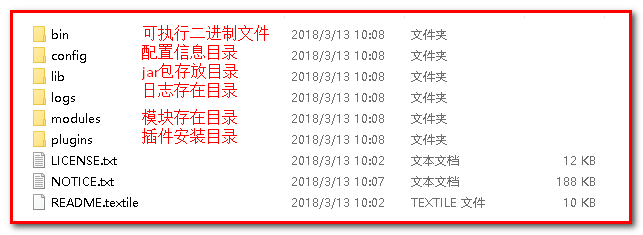 bin 可执行二进制文件 2018/3/13 10:08 文件夹
config 配置信息目录 2018/3/13 10:08 文件夹
lib jar包存放目录 2018/3/13 10:08 文件夹
logs 日志存在目录 2018/3/13 10:08 文件夹
modules 模块存在目录 2018/3/13 10:08 文件夹
plugins 插件安装目录 2018/3/13 10:08 文件夹
LICENSE.txt 2018/3/13 10:02 文本文档 12 KB
NOTICE.txt 2018/3/13 10:07 文本文档 188 KB
README.textile 2018/3/13 10:02 TEXTILE 文件 10 KB